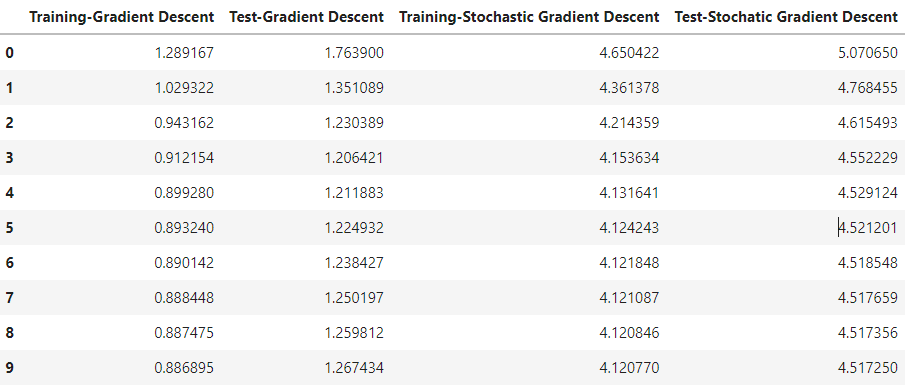 Training-Gradient Descent Test-Gradient Descent Training-Stochastic Gradient Descent Test-Stochatic Gradient Descent
0 1.289167 1.763900 4.650422 5.070650
1 1.029322 1.351089 4.361378 4.768455
2 0.943162 1.230389 4.214359 4.615493
3 0.912154 1.206421 4.153634 4.552229
4 0.899280 1.211883 4.131641 4.529124
5 0.893240 1.224932 4.124243 4.521201
6 0.890142 1.238427 4.121848 4.518548
7 0.888448 1.250197 4.121087 4.517659
8 0.887475 1.259812 4.120846 4.517356
9 0.886895 1.267434 4.120770 4.517250